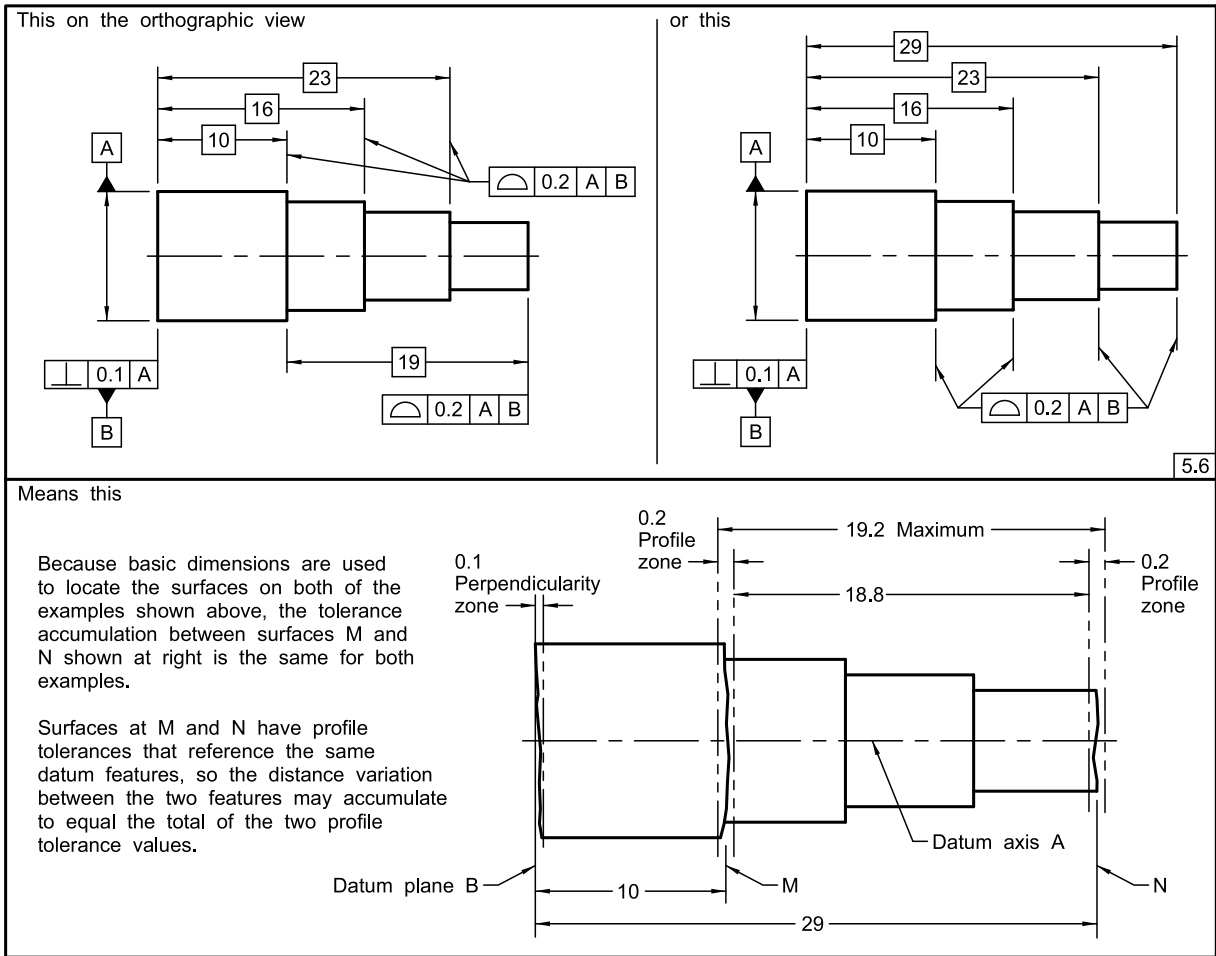 This on the orthographic view
23
16
10
A
⌓ 0.2 A B
⊥ 0.1 A
B
19
⌓ 0.2 A B
or this
29
23
16
10
A
⊥ 0.1 A
B
⌓ 0.2 A B
5.6
Means this
Because basic dimensions are used
to locate the surfaces on both of the
examples shown above, the tolerance
accumulation between surfaces M and
N shown at right is the same for both
examples.
Surfaces at M and N have profile
tolerances that reference the same
datum features, so the distance variation
between the two features may accumulate
to equal the total of the two profile
tolerance values.
0.1
Perpendicularity
zone
0.2
Profile
zone
19.2 Maximum
18.8
0.2
Profile
zone
Datum axis A
Datum plane B
10
M
N
29